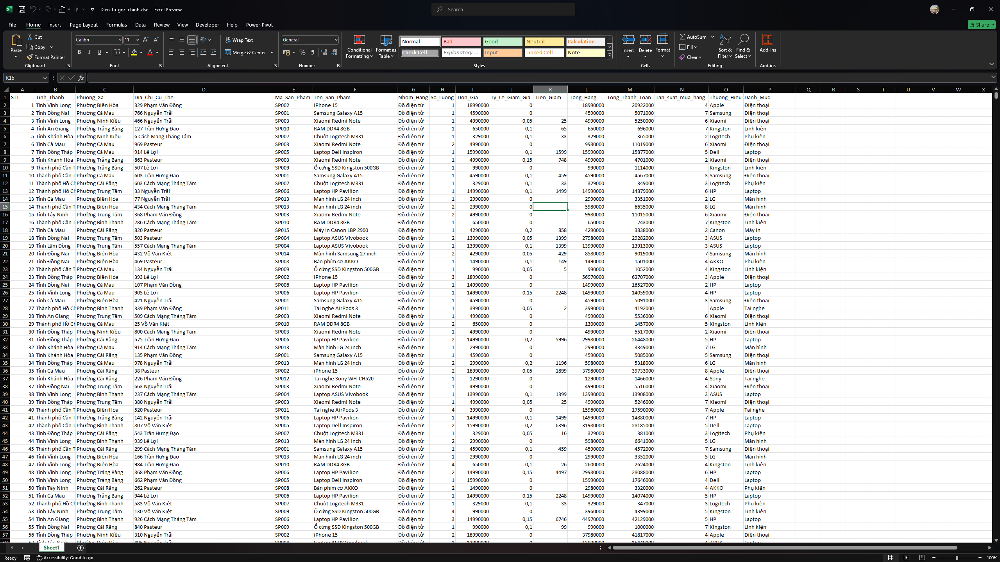 Dlen_tu_goc_chinh.xlsx - Excel Preview
Search
File Home Insert Page Layout Formulas Data Review View Developer Help Power Pivot
Share
Paste
Cut
Copy
Format Painter
Clipboard
Calibri 11
B I U
Font
Wrap Text
Merge & Center
Alignment
General
Number
Conditional Formatting
Format as Table
Normal Bad Good Neutral Calculation
Check Cell Explanatory ... Input Linked Cell Note
Styles
Insert Delete Format
Cells
AutoSum
Fill
Clear
Sort & Filter
Find & Select
Editing
Add-ins
Add-ins
K15
fx
A B C D E F G H I J K L M N O P Q R S T U V W X
1 STT Tinh_Thanh Phuong_Xa Dia_Chi_Cu_The Ma_San_Pham Ten_San_Pham Nhom_Hang So_Luong Don_Gia Ty_Le_Giam_Gia Tien_Giam Tong_Hang Tong_Thanh_Toan Tan_suat_mua_hang Thuong_Hieu Danh_Muc
2 1 Tỉnh Vĩnh Long Phường Biên Hòa 329 Phạm Văn Đồng SP002 iPhone 15 Đồ điện tử 1 18990000 0 18990000 20922000 4 Apple Điện thoại
3 2 Tỉnh Đồng Nai Phường Cà Mau 766 Nguyễn Trãi SP001 Samsung Galaxy A15 Đồ điện tử 1 4590000 0 4590000 5071000 7 Samsung Điện thoại
4 3 Tỉnh Vĩnh Long Phường Ninh Kiều 466 Nguyễn Trãi SP003 Xiaomi Redmi Note Đồ điện tử 1 4990000 0,05 25 4990000 5250000 6 Xiaomi Điện thoại
5 4 Tỉnh An Giang Phường Trảng Bàng 127 Trần Hưng Đạo SP010 RAM DDR4 8GB Đồ điện tử 1 650000 0,1 65 650000 696000 7 Kingston Linh kiện
6 5 Tỉnh Khánh Hòa Phường Ninh Kiều 6 Cách Mạng Tháng Tám SP007 Chuột Logitech M331 Đồ điện tử 1 329000 0,1 33 329000 365000 2 Logitech Phụ kiện
7 6 Tỉnh Cà Mau Phường Cà Mau 969 Pasteur SP003 Xiaomi Redmi Note Đồ điện tử 2 4990000 0 9980000 11019000 6 Xiaomi Điện thoại
8 7 Tỉnh Đồng Tháp Phường Cà Mau 914 Lê Lợi SP005 Laptop Dell Inspiron Đồ điện tử 1 15990000 0,1 1599 15990000 15877000 5 Dell Laptop
9 8 Tỉnh Khánh Hòa Phường Trảng Bàng 863 Pasteur SP003 Xiaomi Redmi Note Đồ điện tử 1 4990000 0,15 748 4990000 4701000 2 Xiaomi Điện thoại
10 9 Thành phố Cần T Phường Trảng Bàng 507 Lê Lợi SP009 Ổ cứng SSD Kingston 500GB Đồ điện tử 1 990000 0 990000 1114000 Kingston Linh kiện
11 10 Thành phố Cần T Phường Cà Mau 603 Trần Hưng Đạo SP001 Samsung Galaxy A15 Đồ điện tử 1 4590000 0,1 459 4590000 4567000 3 Samsung Điện thoại
12 11 Thành phố Hồ Ch Phường Cái Răng 603 Cách Mạng Tháng Tám SP007 Chuột Logitech M331 Đồ điện tử 1 329000 0,1 33 329000 349000 3 Logitech Phụ kiện
13 12 Thành phố Hồ Ch Phường Trung Tâm 33 Nguyễn Trãi SP006 Laptop HP Pavilion Đồ điện tử 1 14990000 0,1 1499 14990000 14879000 6 HP Laptop
14 13 Tỉnh Cà Mau Phường Biên Hòa 77 Nguyễn Trãi SP013 Màn hình LG 24 inch Đồ điện tử 1 2990000 0 2990000 3351000 2 LG Màn hình
15 14 Thành phố Cần T Phường Biên Hòa 434 Cách Mạng Tháng Tám SP013 Màn hình LG 24 inch Đồ điện tử 2 2990000 0 5980000 6635000 8 LG Màn hình
16 15 Tỉnh Tây Ninh Phường Trung Tâm 368 Phạm Văn Đồng SP003 Xiaomi Redmi Note Đồ điện tử 2 4990000 0 9980000 11015000 6 Xiaomi Điện thoại
17 16 Thành phố Cần T Phường Bình Thạnh 786 Cách Mạng Tháng Tám SP010 RAM DDR4 8GB Đồ điện tử 1 650000 0 650000 743000 7 Kingston Linh kiện
18 17 Tỉnh Cà Mau Phường Cái Răng 820 Pasteur SP015 Máy in Canon LBP 2900 Đồ điện tử 1 4290000 0,2 858 4290000 3838000 2 Canon Máy in
19 18 Tỉnh Đồng Nai Phường Trung Tâm 503 Pasteur SP004 Laptop ASUS Vivobook Đồ điện tử 2 13990000 0,05 1399 27980000 29282000 3 ASUS Laptop
20 19 Tỉnh Lâm Đồng Phường Trung Tâm 557 Cách Mạng Tháng Tám SP004 Laptop ASUS Vivobook Đồ điện tử 1 13990000 0,1 1399 13990000 13913000 3 ASUS Laptop
21 20 Tỉnh Đồng Nai Phường Biên Hòa 432 Võ Văn Kiệt SP014 Màn hình Samsung 27 inch Đồ điện tử 2 4290000 0,05 429 8580000 9019000 7 Samsung Màn hình
22 21 Tỉnh Đồng Nai Phường Biên Hòa 469 Pasteur SP008 Bàn phím cơ AKKO Đồ điện tử 1 1490000 0,1 149 1490000 1501000 4 AKKO Phụ kiện
23 22 Thành phố Cần T Phường Cà Mau 134 Nguyễn Trãi SP009 Ổ cứng SSD Kingston 500GB Đồ điện tử 1 990000 0,05 5 990000 1052000 4 Kingston Linh kiện
24 23 Tỉnh Đồng Tháp Phường Biên Hòa 393 Lê Lợi SP002 iPhone 15 Đồ điện tử 3 18990000 0 56970000 62707000 3 Apple Điện thoại
25 24 Tỉnh Đồng Nai Phường Cà Mau 107 Phạm Văn Đồng SP006 Laptop HP Pavilion Đồ điện tử 1 14990000 0 14990000 16527000 2 HP Laptop
26 25 Tỉnh Vĩnh Long Phường Cà Mau 905 Lê Lợi SP006 Laptop HP Pavilion Đồ điện tử 1 14990000 0,15 2248 14990000 14059000 4 HP Laptop
27 26 Tỉnh Cà Mau Phường Biên Hòa 421 Nguyễn Trãi SP001 Samsung Galaxy A15 Đồ điện tử 1 4590000 0 4590000 5091000 3 Samsung Điện thoại
28 27 Thành phố Hồ Ch Phường Bình Thạnh 339 Phạm Văn Đồng SP011 Tai nghe AirPods 3 Đồ điện tử 1 3990000 0,05 2 3990000 4192000 Apple Tai nghe
29 28 Tỉnh An Giang Phường Trung Tâm 509 Cách Mạng Tháng Tám SP003 Xiaomi Redmi Note Đồ điện tử 1 4990000 0 4990000 5536000 6 Xiaomi Điện thoại
30 29 Thành phố Hồ Ch Phường Cà Mau 25 Võ Văn Kiệt SP010 RAM DDR4 8GB Đồ điện tử 2 650000 0 1300000 1457000 5 Kingston Linh kiện
31 30 Tỉnh Đồng Tháp Phường Ninh Kiều 800 Cách Mạng Tháng Tám SP003 Xiaomi Redmi Note Đồ điện tử 1 4990000 0 4990000 5517000 2 Xiaomi Điện thoại
32 31 Tỉnh Đồng Tháp Phường Cái Răng 575 Trần Hưng Đạo SP006 Laptop HP Pavilion Đồ điện tử 2 14990000 0,2 5996 29980000 26448000 5 HP Laptop
33 32 Tỉnh Khánh Hòa Phường Cà Mau 914 Cách Mạng Tháng Tám SP013 Màn hình LG 24 inch Đồ điện tử 1 2990000 0 2990000 3349000 7 LG Màn hình
34 33 Tỉnh Khánh Hòa Phường Cái Răng 135 Phạm Văn Đồng SP001 Samsung Galaxy A15 Đồ điện tử 1 4590000 0 4590000 5085000 5 Samsung Điện thoại
35 34 Tỉnh Đồng Tháp Phường Cà Mau 978 Nguyễn Trãi SP013 Màn hình LG 24 inch Đồ điện tử 2 2990000 0,2 1196 5980000 5318000 6 LG Màn hình
36 35 Tỉnh Cà Mau Phường Cái Răng 38 Pasteur SP002 iPhone 15 Đồ điện tử 2 18990000 0,05 1899 37980000 39733000 8 Apple Điện thoại
37 36 Tỉnh Khánh Hòa Phường Cái Răng 226 Phạm Văn Đồng SP012 Tai nghe Sony WH-CH520 Đồ điện tử 1 1290000 0 1290000 1466000 4 Sony Tai nghe
38 37 Tỉnh Đồng Nai Phường Trung Tâm 663 Nguyễn Trãi SP003 Xiaomi Redmi Note Đồ điện tử 1 4990000 0 4990000 5516000 4 Xiaomi Điện thoại
39 38 Tỉnh Vĩnh Long Phường Bình Thạnh 237 Cách Mạng Tháng Tám SP004 Laptop ASUS Vivobook Đồ điện tử 1 13990000 0,1 1399 13990000 13908000 3 ASUS Laptop
40 39 Tỉnh Đồng Tháp Phường Trung Tâm 380 Nguyễn Trãi SP003 Xiaomi Redmi Note Đồ điện tử 1 4990000 0,05 25 4990000 5246000 7 Xiaomi Điện thoại
41 40 Thành phố Cần T Phường Biên Hòa 520 Pasteur SP011 Tai nghe AirPods 3 Đồ điện tử 4 3990000 0 15960000 17590000 7 Apple Tai nghe
42 41 Thành phố Cần T Phường Trảng Bàng 142 Nguyễn Trãi SP006 Laptop HP Pavilion Đồ điện tử 1 14990000 0,1 1499 14990000 14880000 7 HP Laptop
43 42 Thành phố Cần T Phường Bình Thạnh 807 Võ Văn Kiệt SP005 Laptop Dell Inspiron Đồ điện tử 2 15990000 0,2 6396 31980000 28185000 5 Dell Laptop
44 43 Tỉnh Đồng Tháp Phường Cái Răng 543 Trần Hưng Đạo SP007 Chuột Logitech M331 Đồ điện tử 1 329000 0,05 16 329000 381000 3 Logitech Phụ kiện
45 44 Tỉnh Vĩnh Long Phường Bình Thạnh 939 Lê Lợi SP013 Màn hình LG 24 inch Đồ điện tử 2 2990000 0 5980000 6641000 5 LG Màn hình
46 45 Thành phố Cần T Phường Cái Răng 299 Cách Mạng Tháng Tám SP001 Samsung Galaxy A15 Đồ điện tử 1 4590000 0,1 459 4590000 4572000 7 Samsung Điện thoại
47 46 Tỉnh Vĩnh Long Phường Biên Hòa 166 Trần Hưng Đạo SP013 Màn hình LG 24 inch Đồ điện tử 1 2990000 0 2990000 3352000 5 LG Màn hình
48 47 Tỉnh Vĩnh Long Phường Biên Hòa 984 Trần Hưng Đạo SP010 RAM DDR4 8GB Đồ điện tử 4 650000 0,1 26 2600000 2624000 4 Kingston Linh kiện
49 48 Tỉnh Vĩnh Long Phường Trảng Bàng 868 Phạm Văn Đồng SP006 Laptop HP Pavilion Đồ điện tử 2 14990000 0,15 4497 29980000 28088000 6 HP Laptop
50 49 Tỉnh Vĩnh Long Phường Trảng Bàng 662 Phạm Văn Đồng SP005 Laptop Dell Inspiron Đồ điện tử 1 15990000 0 15990000 17646000 4 Dell Laptop
51 50 Tỉnh Tây Ninh Phường Cái Răng 262 Pasteur SP008 Bàn phím cơ AKKO Đồ điện tử 2 1490000 0 2980000 3320000 4 AKKO Phụ kiện
52 51 Tỉnh Cà Mau Phường Trảng Bàng 944 Lê Lợi SP006 Laptop HP Pavilion Đồ điện tử 1 14990000 0,15 2248 14990000 14074000 5 HP Laptop
53 52 Thành phố Hồ Ch Phường Bình Thạnh 583 Võ Văn Kiệt SP007 Chuột Logitech M331 Đồ điện tử 1 329000 0,1 33 329000 347000 3 Logitech Phụ kiện
54 53 Tỉnh Tây Ninh Phường Trung Tâm 130 Võ Văn Kiệt SP009 Ổ cứng SSD Kingston 500GB Đồ điện tử 4 990000 0 3960000 4399000 5 Kingston Linh kiện
55 54 Tỉnh An Giang Phường Bình Thạnh 926 Cách Mạng Tháng Tám SP006 Laptop HP Pavilion Đồ điện tử 3 14990000 0,15 6746 44970000 42129000 5 HP Laptop
56 55 Tỉnh Đồng Nai Phường Cái Răng 840 Pasteur SP009 Ổ cứng SSD Kingston 500GB Đồ điện tử 1 990000 0,1 99 990000 1000000 7 Kingston Linh kiện
57 56 Tỉnh Đồng Tháp Phường Ninh Kiều 310 Nguyễn Trãi SP002 iPhone 15 Đồ điện tử 2 18990000 0 37980000 41817000 4 Apple Điện thoại
Sheet1
Ready Accessibility: Good to go 100%